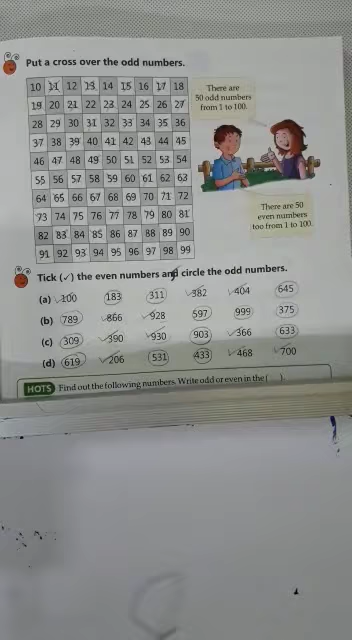 Put a cross over the odd numbers.
10 11 12 13 14 15 16 17 18
19 20 21 22 23 24 25 26 27
28 29 30 31 32 33 34 35 36
37 38 39 40 41 42 43 44 45
46 47 48 49 50 51 52 53 54
55 56 57 58 59 60 61 62 63
64 65 66 67 68 69 70 71 72
73 74 75 76 77 78 79 80 81
82 83 84 85 86 87 88 89 90
91 92 93 94 95 96 97 98 99
There are
50 odd numbers
from 1 to 100.
There are 50
even numbers
too from 1 to 100.
Tick (✓) the even numbers and circle the odd numbers.
(a) 100 183 311 382 404 645
(b) 789 866 928 597 999 375
(c) 309 390 930 903 366 633
(d) 619 206 531 433 468 700
HOTS Find out the following numbers. Write odd or even in the ( ).